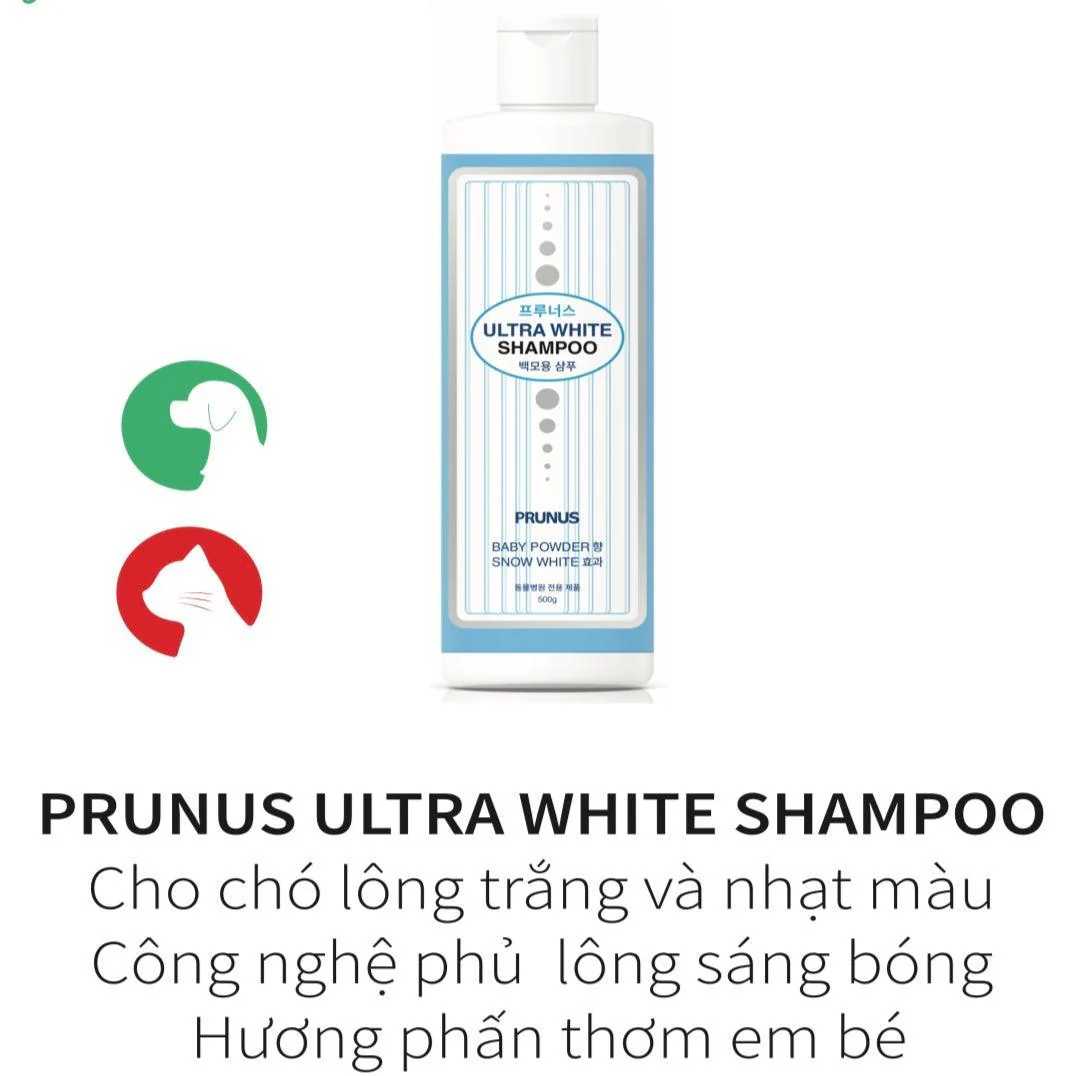 프루너스
ULTRA WHITE
SHAMPOO
백모용 샴푸
PRUNUS
BABY POWDER 향
SNOW WHITE 효과
동물병원 전용 제품
500g
PRUNUS ULTRA WHITE SHAMPOO
Cho chó lông trắng và nhạt màu
Công nghệ phủ lông sáng bóng
Hương phấn thơm em bé